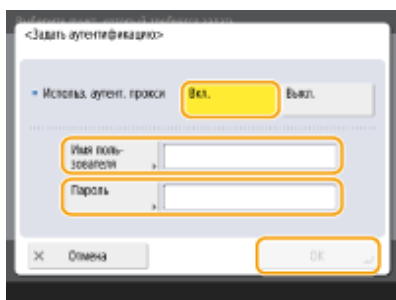 <Задать аутентификацию>
Использ. аутент. прокси
Вкл.
Выкл.
Имя поль-
зователя
Пароль
Отмена
OK